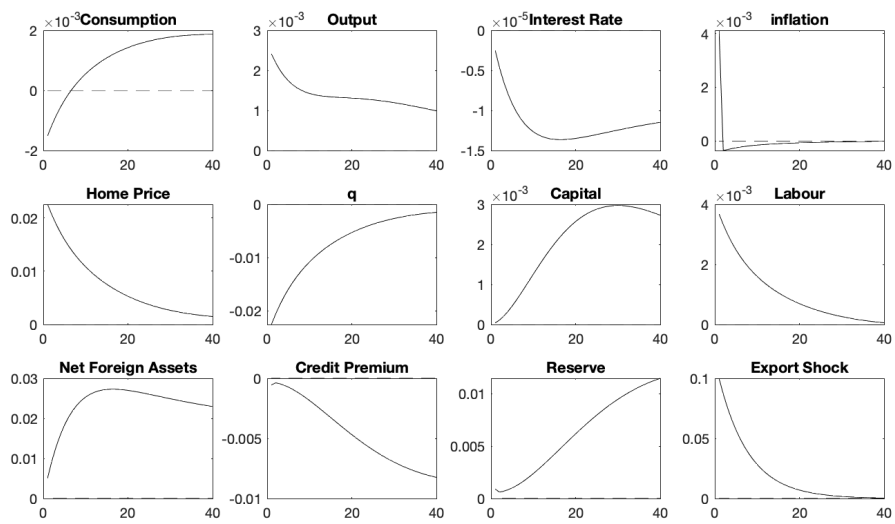 ×10⁻³ Consumption
2
0
-2
0 20 40
×10⁻³ Output
3
2
1
0
0 20 40
×10⁻⁵ Interest Rate
0
-0.5
-1
-1.5
0 20 40
×10⁻³ inflation
4
2
0
0 20 40
Home Price
0.02
0.01
0
0 20 40
q
0
-0.01
-0.02
0 20 40
×10⁻³ Capital
3
2
1
0
0 20 40
×10⁻³ Labour
4
2
0
0 20 40
Net Foreign Assets
0.03
0.02
0.01
0
0 20 40
Credit Premium
0
-0.005
-0.01
0 20 40
Reserve
0.01
0.005
0
0 20 40
Export Shock
0.1
0.05
0
0 20 40